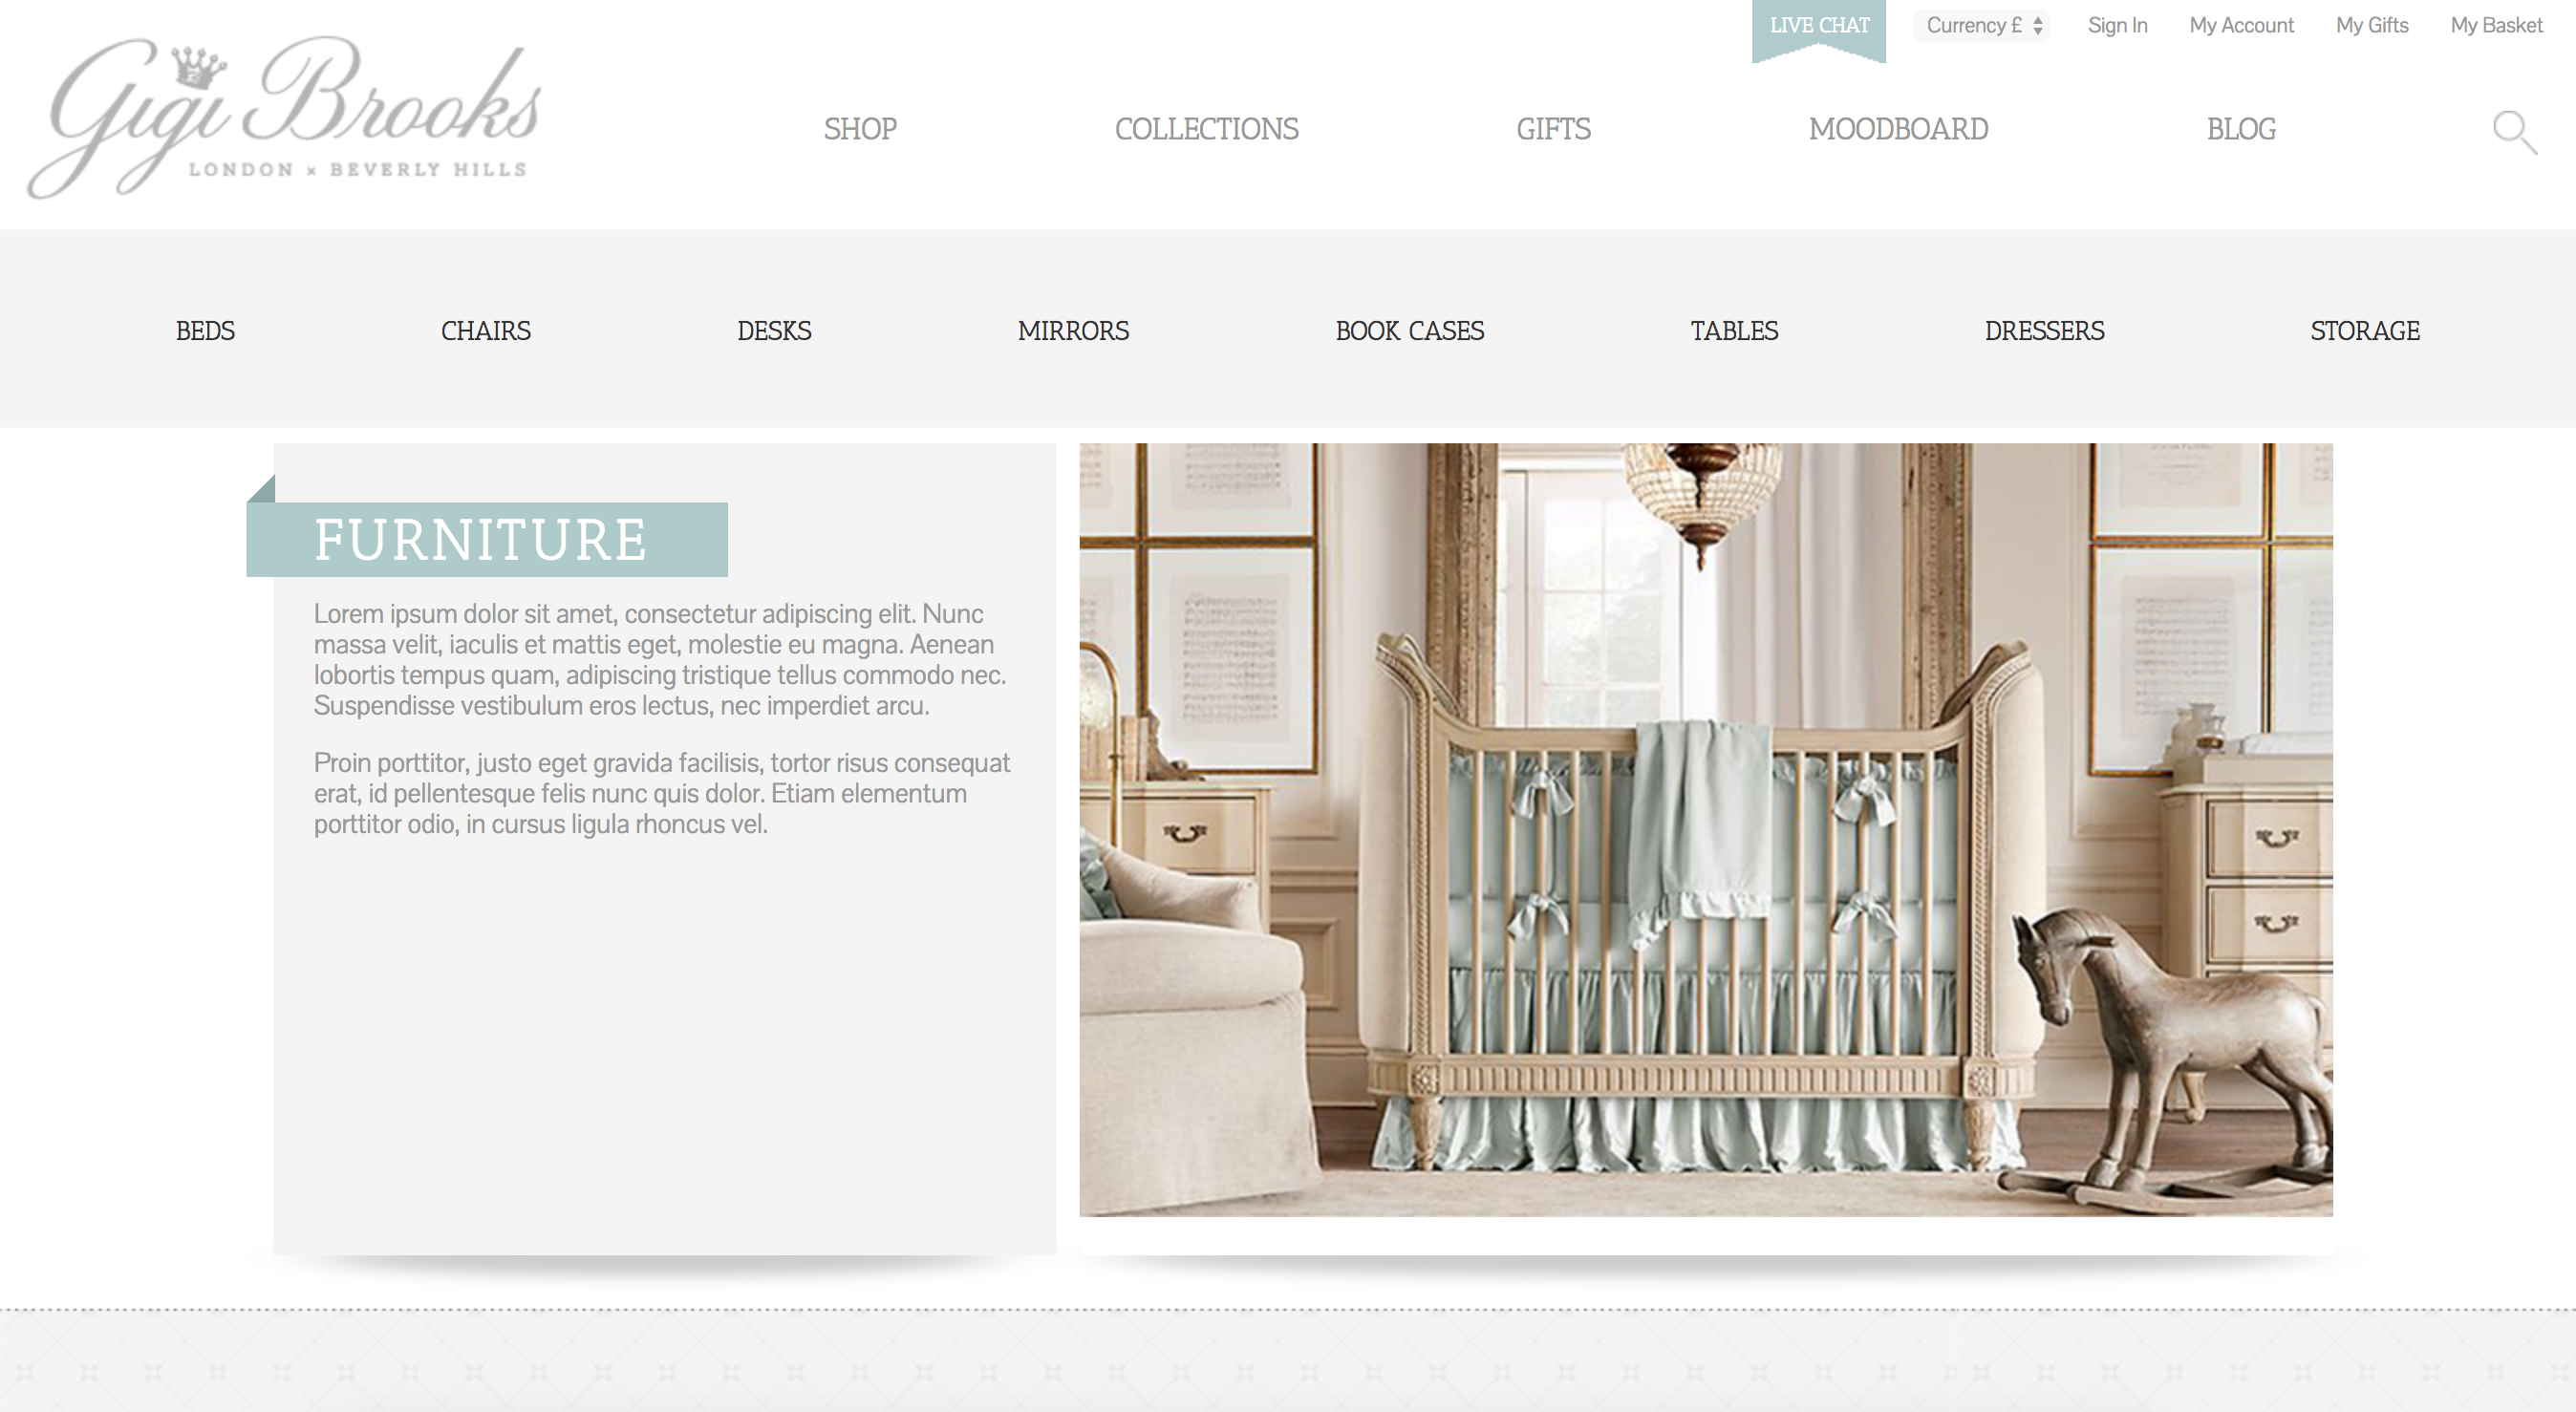 LIVE CHAT
Currency £
Sign In
My Account
My Gifts
My Basket
Gigi Brooks
LONDON × BEVERLY HILLS
SHOP
COLLECTIONS
GIFTS
MOODBOARD
BLOG
BEDS
CHAIRS
DESKS
MIRRORS
BOOK CASES
TABLES
DRESSERS
STORAGE
FURNITURE
Lorem ipsum dolor sit amet, consectetur adipiscing elit. Nunc
massa velit, iaculis et mattis eget, molestie eu magna. Aenean
lobortis tempus quam, adipiscing tristique tellus commodo nec.
Suspendisse vestibulum eros lectus, nec imperdiet arcu.
Proin porttitor, justo eget gravida facilisis, tortor risus consequat
erat, id pellentesque felis nunc quis dolor. Etiam elementum
porttitor odio, in cursus ligula rhoncus vel.